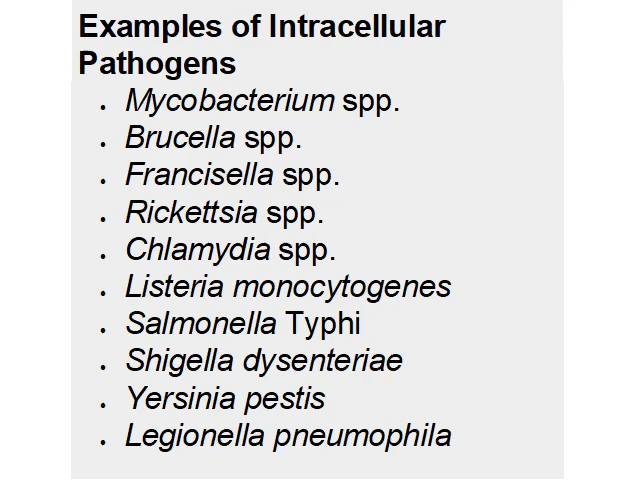 Examples of Intracellular
Pathogens
• Mycobacterium spp.
• Brucella spp.
• Francisella spp.
• Rickettsia spp.
• Chlamydia spp.
• Listeria monocytogenes
• Salmonella Typhi
• Shigella dysenteriae
• Yersinia pestis
• Legionella pneumophila